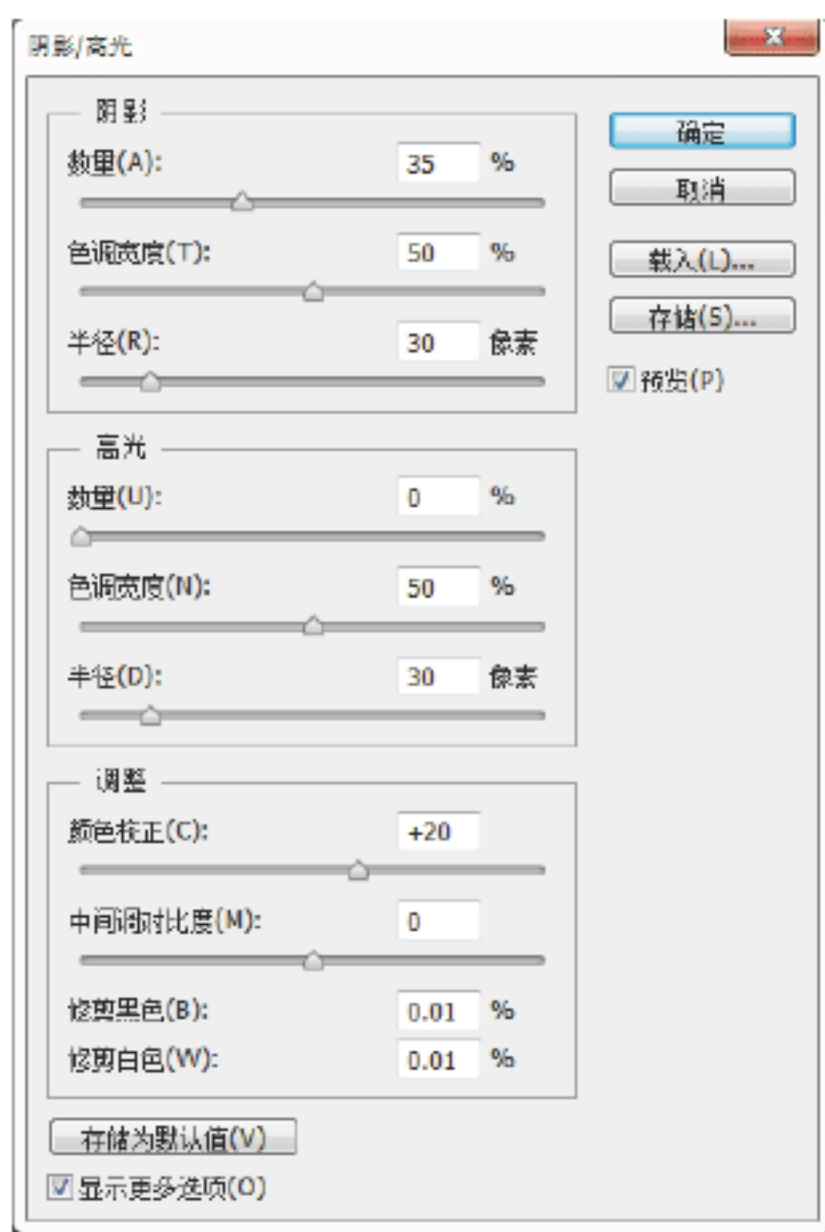 阴影/高光
阴影
数里(A): 35 %
色调宽度(T): 50 %
半径(R): 30 像素
高光
数量(U): 0 %
色调宽度(N): 50 %
半径(D): 30 像素
调整
颜色校正(C): +20
中间调对比度(M): 0
修剪黑色(B): 0.01 %
修剪白色(W): 0.01 %
存储为默认值(V)
显示更多选项(O)
确定
取消
载入(L)...
存储(S)...
预览(P)